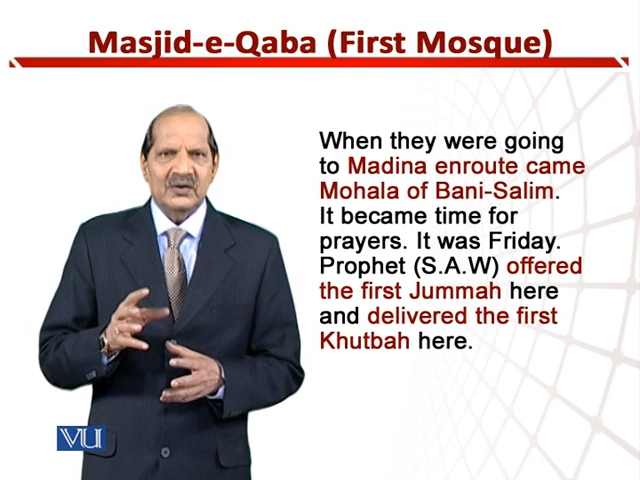 Masjid-e-Qaba (First Mosque)
When they were going
to Madina enroute came
Mohala of Bani-Salim.
It became time for
prayers. It was Friday.
Prophet (S.A.W) offered
the first Jummah here
and delivered the first
Khutbah here.
VU